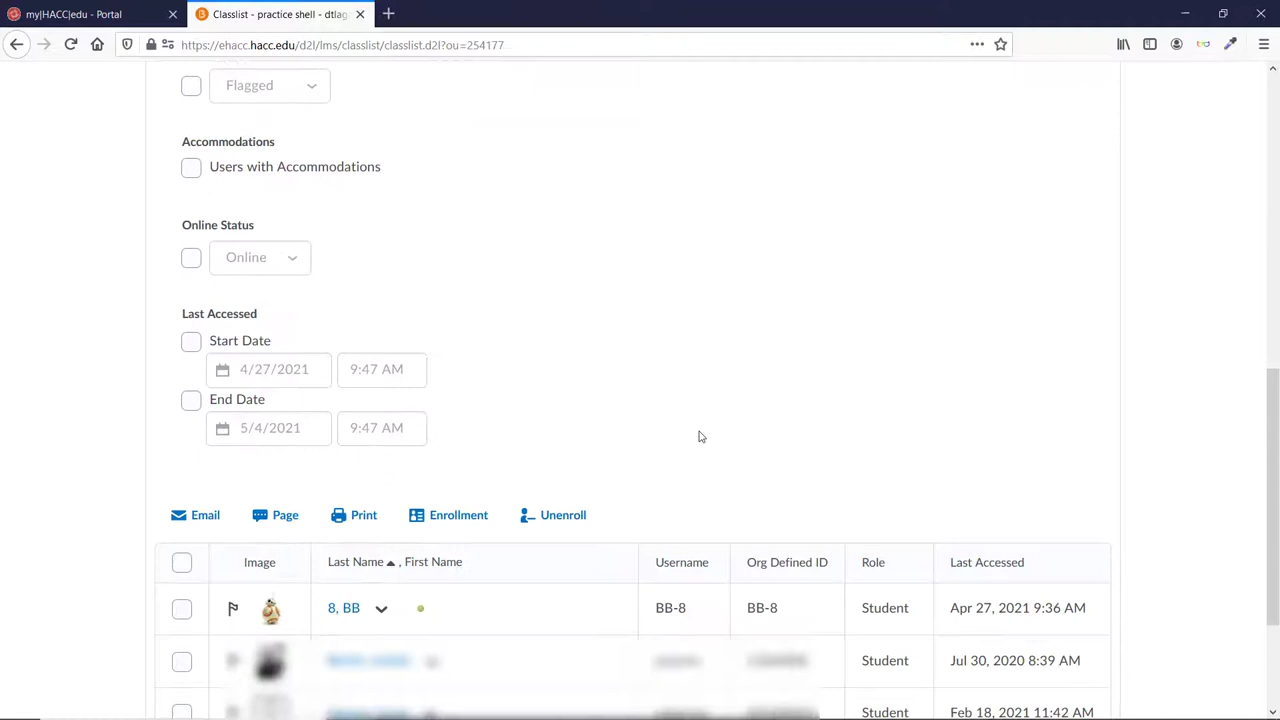 my|HACC|edu - Portal
Classlist - practice shell - dtlagn
https://ehacc.hacc.edu/d2l/lms/classlist/classlist.d2l?ou=254177
Flagged
Accommodations
Users with Accommodations
Online Status
Online
Last Accessed
Start Date
4/27/2021 9:47 AM
End Date
5/4/2021 9:47 AM
Email Page Print Enrollment Unenroll
Image Last Name , First Name Username Org Defined ID Role Last Accessed
8, BB BB-8 BB-8 Student Apr 27, 2021 9:36 AM
Student Jul 30, 2020 8:39 AM
Student Feb 18, 2021 11:42 AM